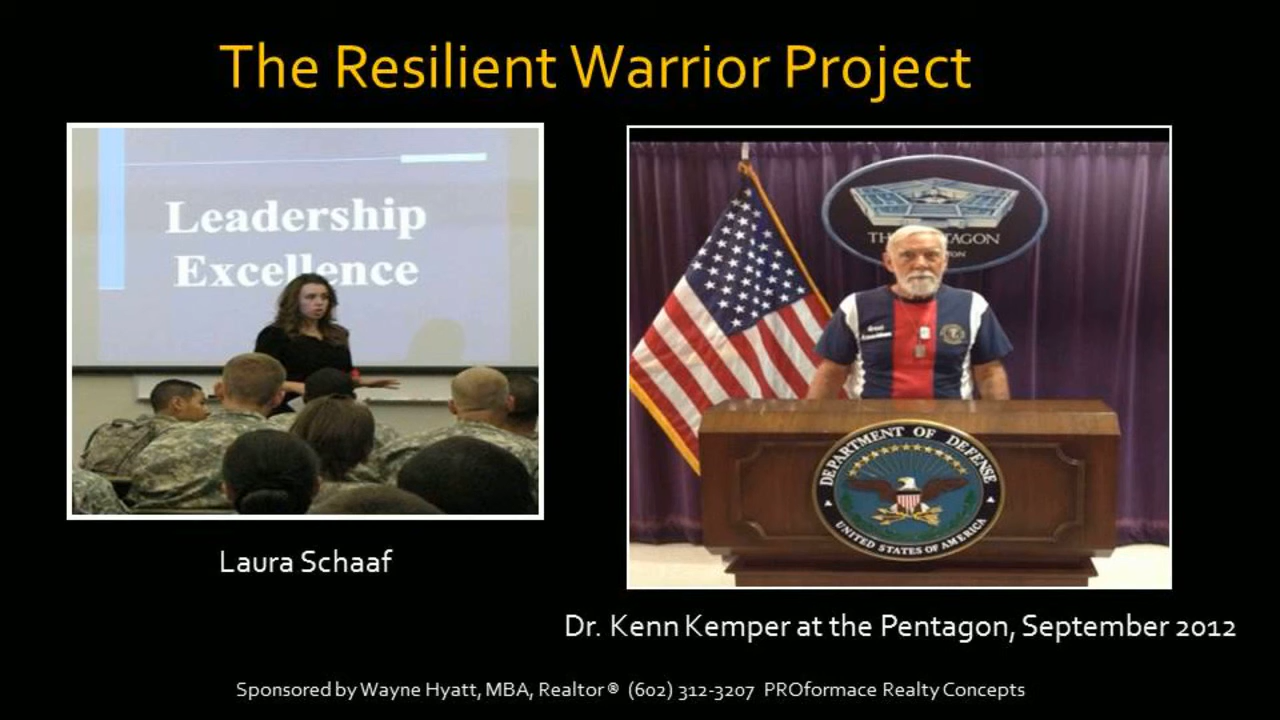 The Resilient Warrior Project
Leadership
Excellence
THE PENTAGON
DEPARTMENT OF DEFENSE
UNITED STATES OF AMERICA
Laura Schaaf
Dr. Kenn Kemper at the Pentagon, September 2012
Sponsored by Wayne Hyatt, MBA, Realtor® (602) 312-3207 PROformace Realty Concepts